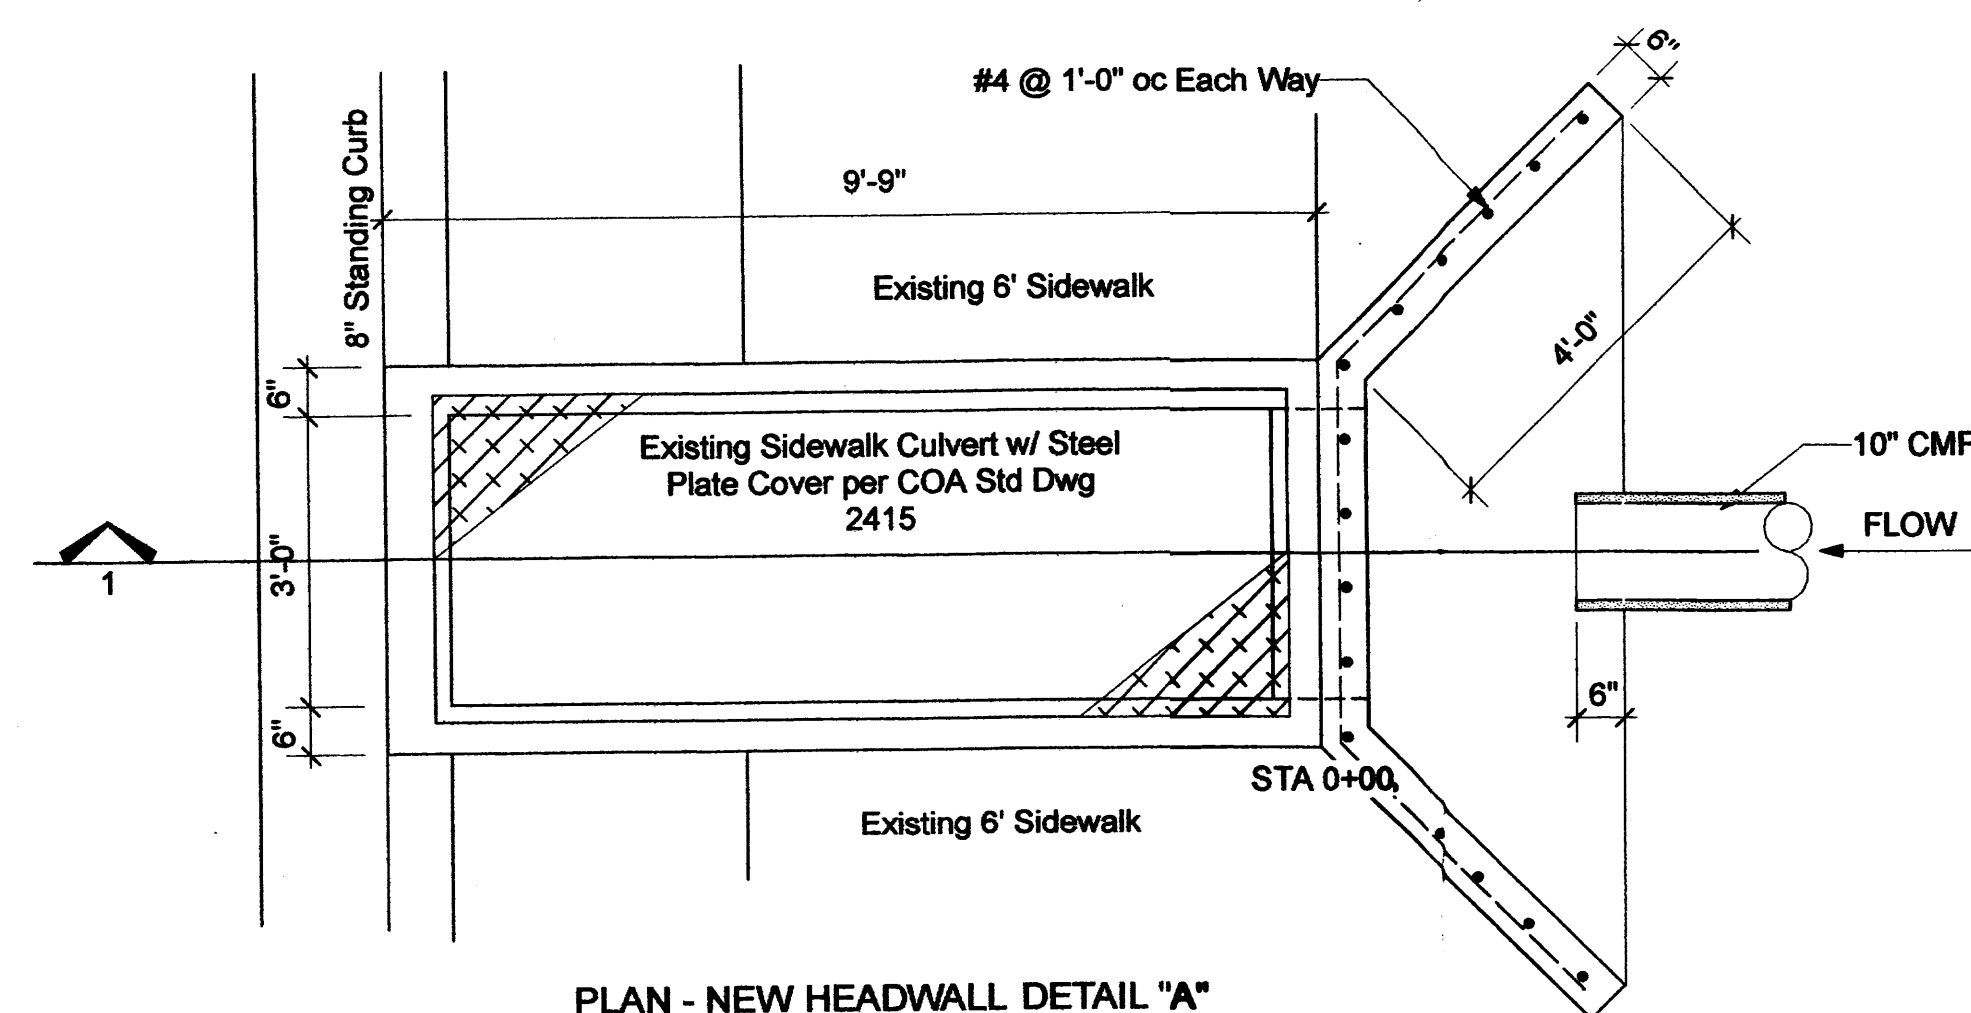 6"
#4 @ 1'-0" oc Each Way
8" Standing Curb
9'-9"
Existing 6' Sidewalk
4'-0"
6"
Existing Sidewalk Culvert w/ Steel
Plate Cover per COA Std Dwg
2415
10" CMP
FLOW
3'-0"
1
6"
6"
STA 0+00
Existing 6' Sidewalk
PLAN - NEW HEADWALL DETAIL "A"